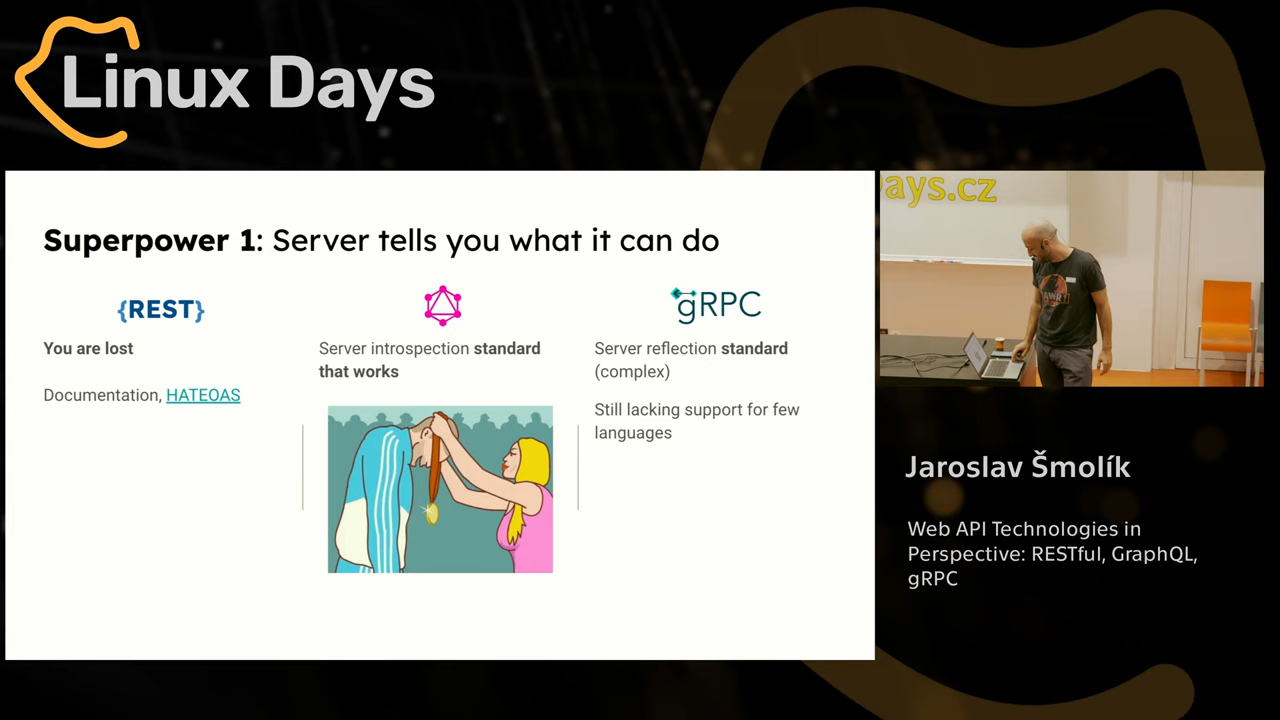 Linux Days
ays.cz
Superpower 1: Server tells you what it can do
{REST}
You are lost
Documentation, HATEOAS
Server introspection standard
that works
gRPC
Server reflection standard
(complex)
Still lacking support for few
languages
Jaroslav Šmolík
Web API Technologies in
Perspective: RESTful, GraphQL,
gRPC